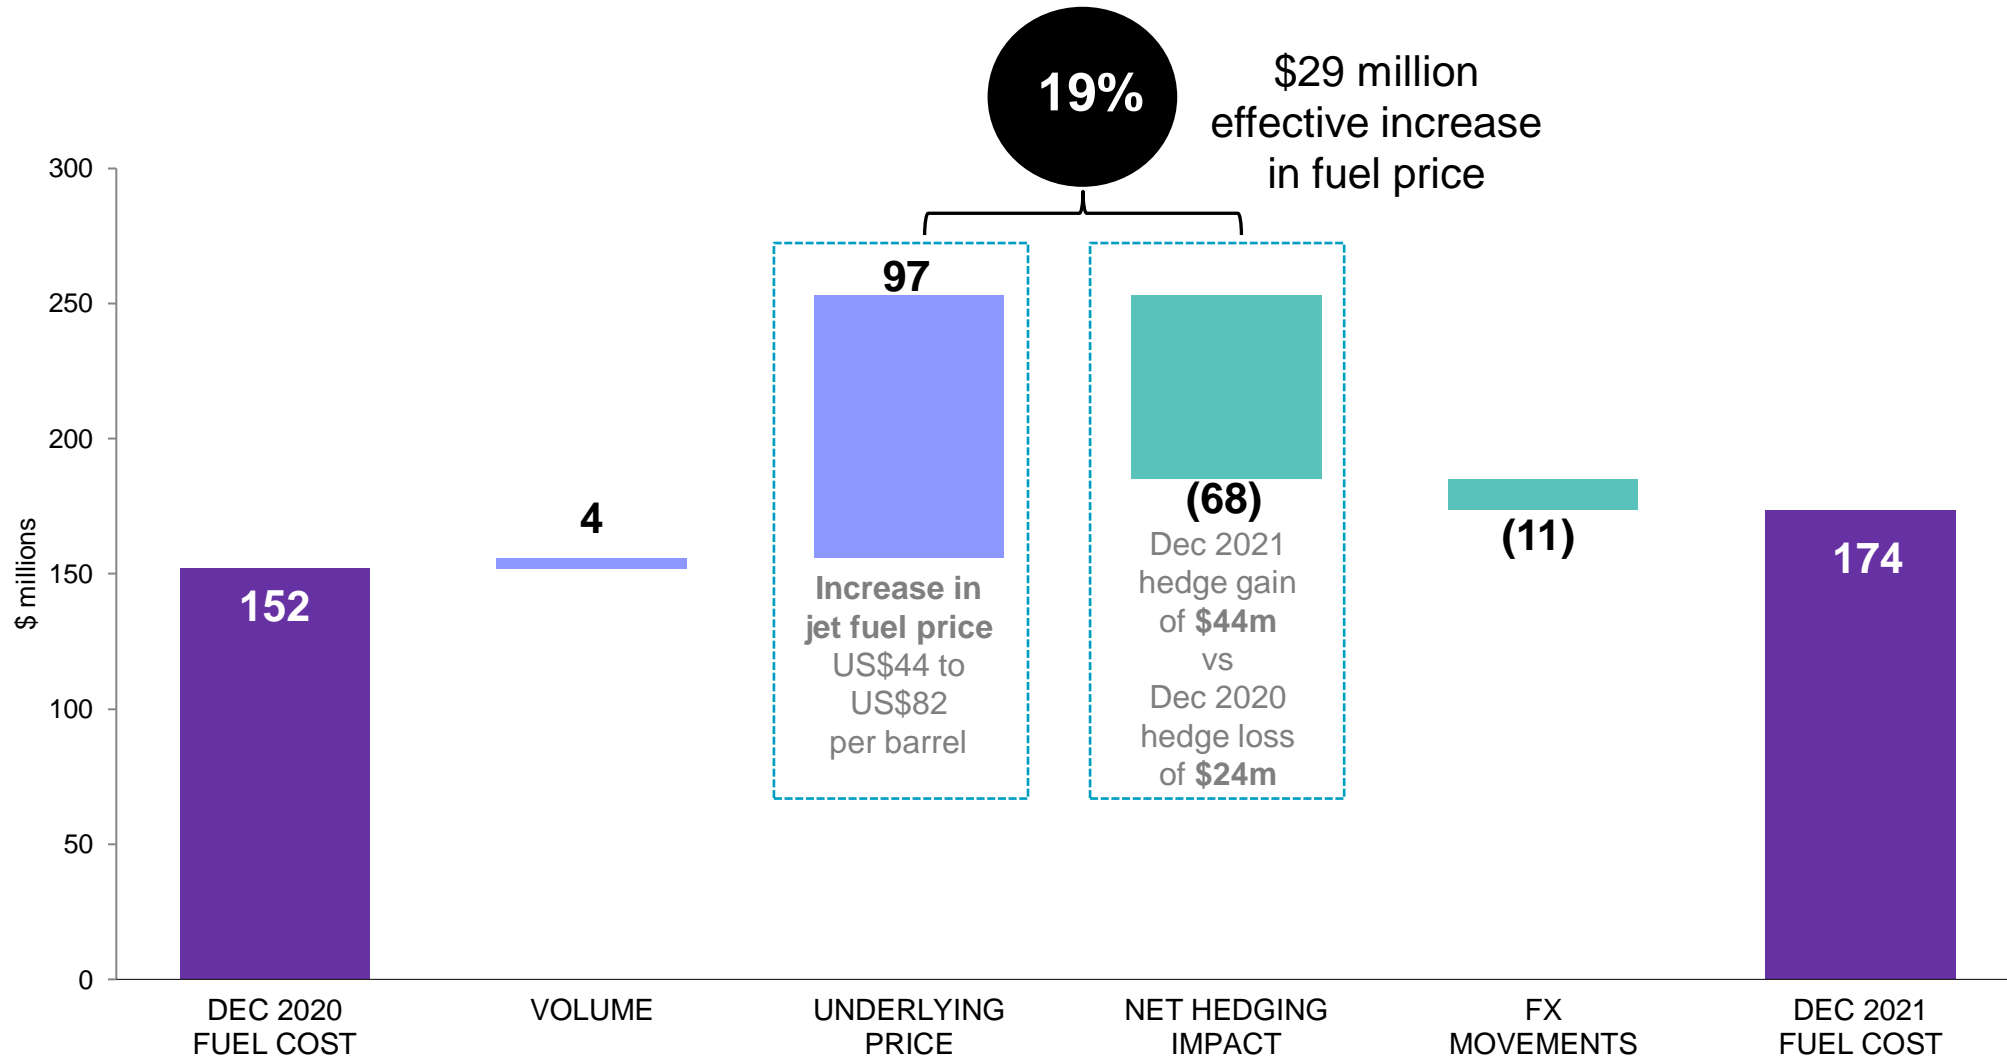 19%
$29 million
effective increase
in fuel price
$ millions
300
250
200
150
100
50
0
152
4
97
Increase in
jet fuel price
US$44 to
US$82
per barrel
(68)
Dec 2021
hedge gain
of $44m
vs
Dec 2020
hedge loss
of $24m
(11)
174
DEC 2020
FUEL COST
VOLUME
UNDERLYING
PRICE
NET HEDGING
IMPACT
FX
MOVEMENTS
DEC 2021
FUEL COST